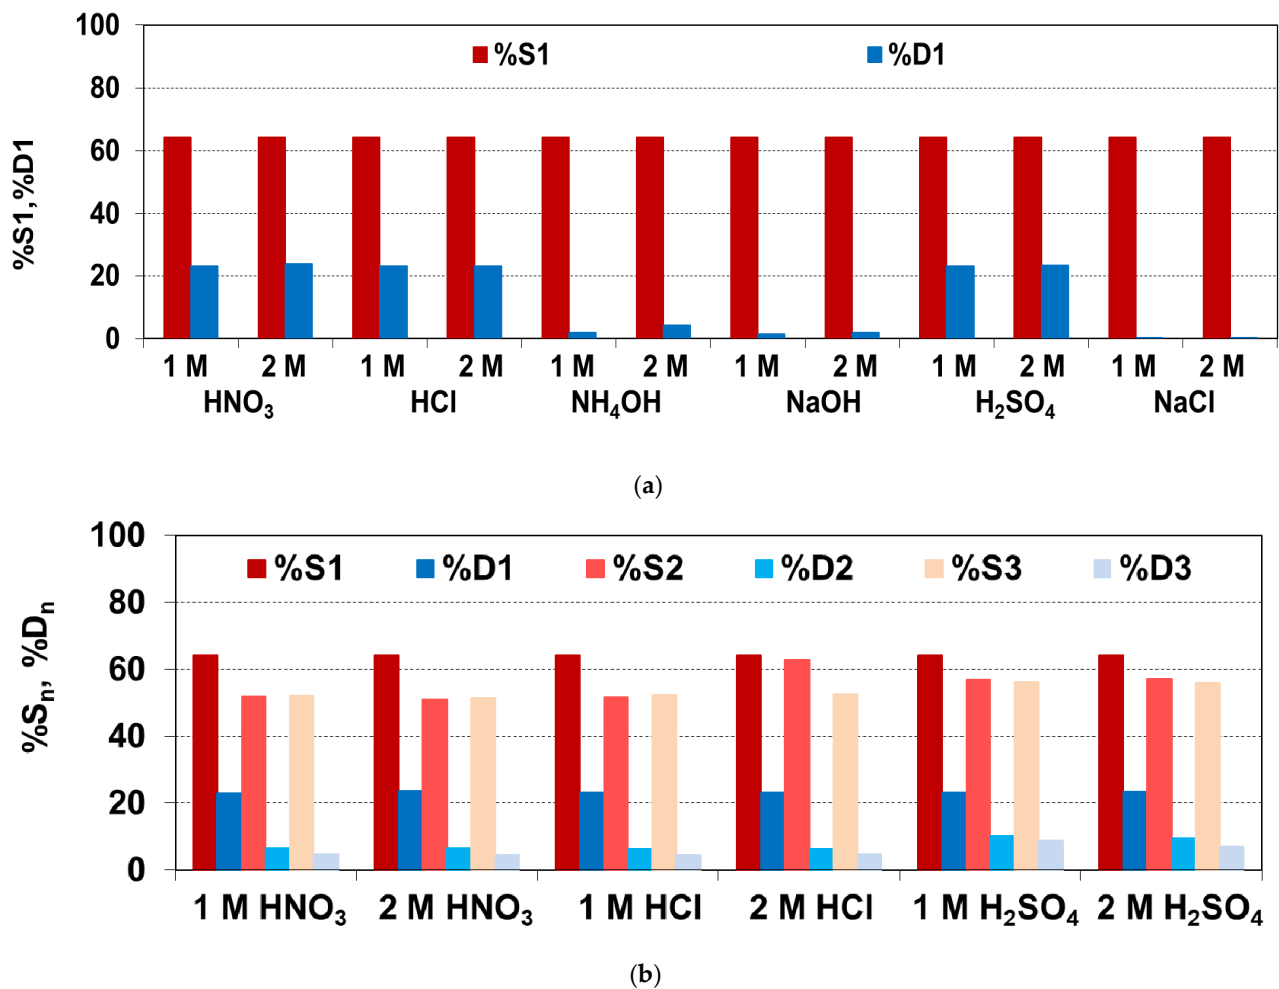 100
%S1 %D1
80
60
40
20
0
%S1,%D1
1 M 2 M 1 M 2 M 1 M 2 M 1 M 2 M 1 M 2 M 1 M 2 M
HNO₃ HCl NH₄OH NaOH H₂SO₄ NaCl
(a)
100
%S1 %D1 %S2 %D2 %S3 %D3
80
60
40
20
0
%Sₙ, %Dₙ
1 M HNO₃ 2 M HNO₃ 1 M HCl 2 M HCl 1 M H₂SO₄ 2 M H₂SO₄
(b)